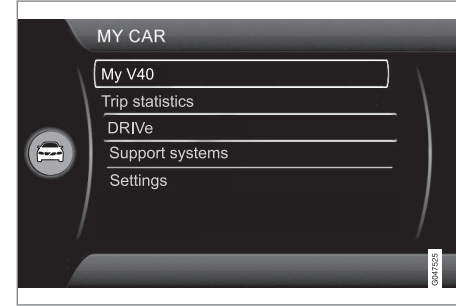 MY CAR
My V40
Trip statistics
DRIVe
Support systems
Settings
G047525